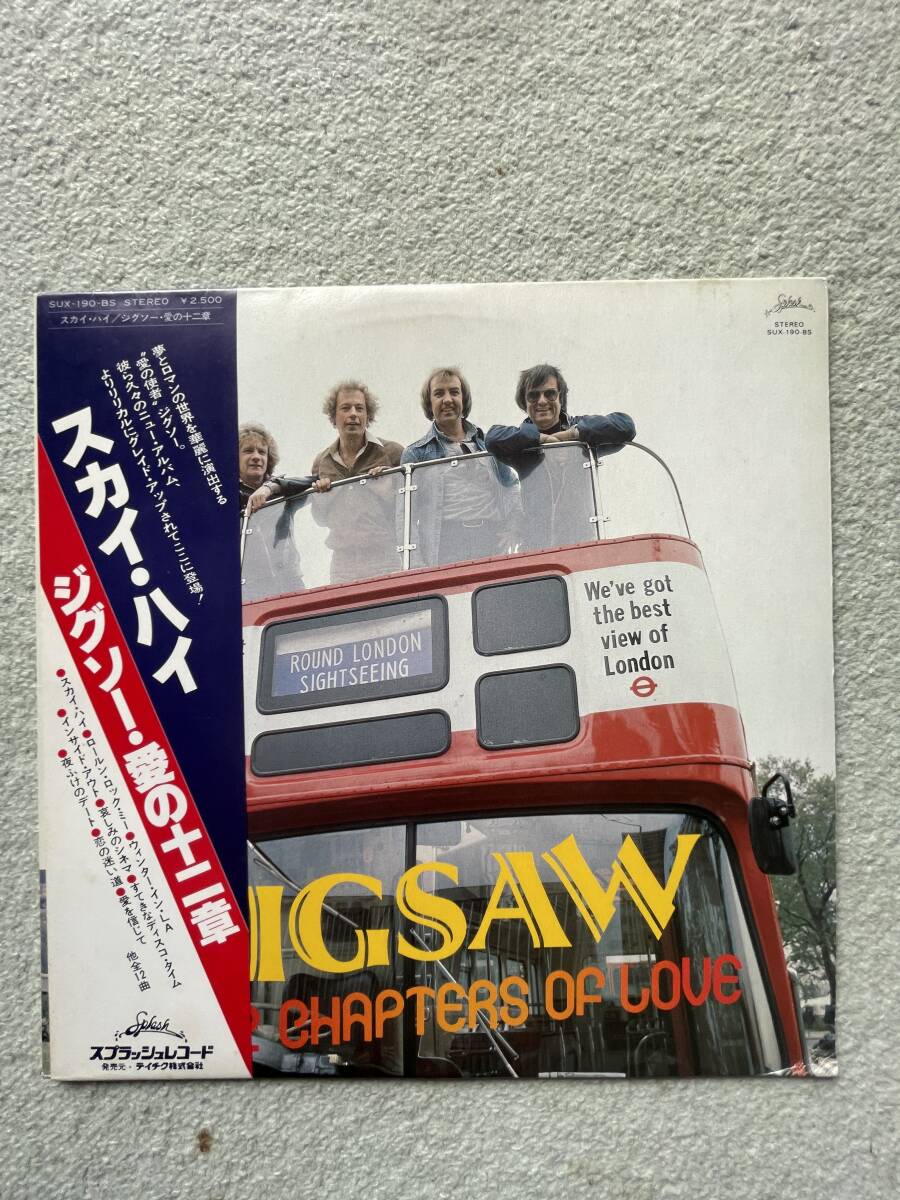 SUX-190-BS STEREO ¥2.500
スカイ・ハイ/ジグソー・愛の十二章
夢とロマンの世界を華麗に演出する
“愛の使者”ジグソー。
彼ら久々のニュー・アルバム、
よりリリカルにグレイド・アップされてここに登場!
スカイ・ハイ
ジグソー・愛の十二章
●スカイ・ハイ●ロールン・ロック・ミー●ウィンター・イン・LA
●インサイド・アウト●哀しみのシネマ●すてきなディスコ・タイム
●夜ふけのデート●恋の迷い道●愛を信じて 他全12曲
Splash
スプラッシュレコード
発売元・テイチク株式会社
Splash
STEREO
SUX-190-BS
We've got
the best
view of
London
ROUND LONDON
SIGHTSEEING
IGSAW
CHAPTERS OF LOVE